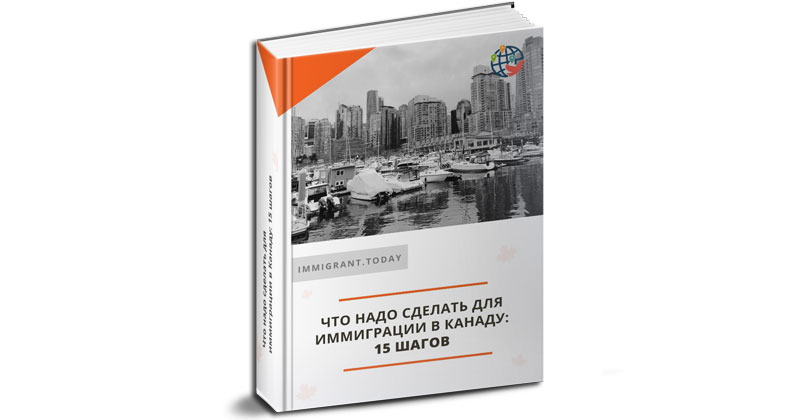 IMMIGRANT.TODAY
ЧТО НАДО СДЕЛАТЬ ДЛЯ
ИММИГРАЦИИ В КАНАДУ:
15 ШАГОВ
Что надо сделать для
иммиграции в Канаду: 15 шагов